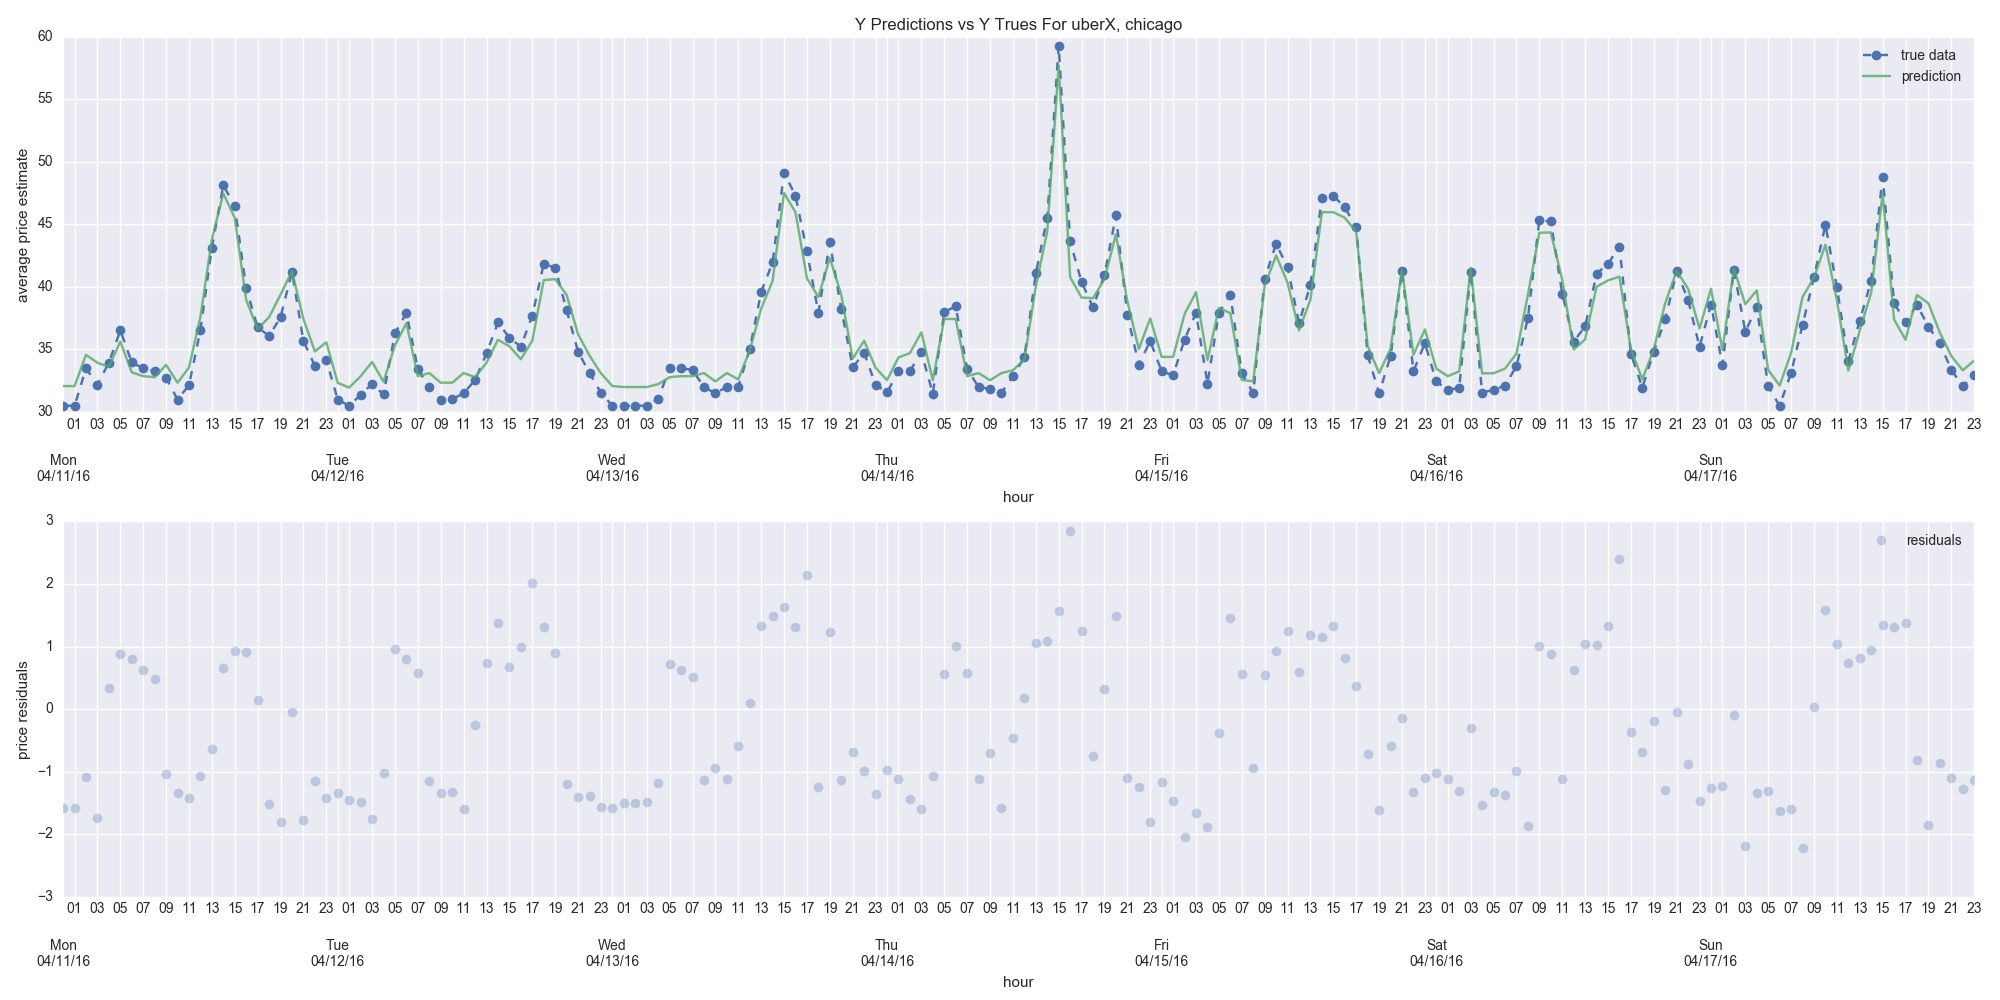 Y Predictions vs Y Trues For uberX, chicago
60
55
50
45
40
35
30
average price estimate
true data
prediction
01 03 05 07 09 11 13 15 17 19 21 23 01 03 05 07 09 11 13 15 17 19 21 23 01 03 05 07 09 11 13 15 17 19 21 23 01 03 05 07 09 11 13 15 17 19 21 23 01 03 05 07 09 11 13 15 17 19 21 23 01 03 05 07 09 11 13 15 17 19 21 23 01 03 05 07 09 11 13 15 17 19 21 23
Mon Tue Wed Thu Fri Sat Sun
04/11/16 04/12/16 04/13/16 04/14/16 04/15/16 04/16/16 04/17/16
hour
3
2
1
0
−1
−2
−3
price residuals
residuals
01 03 05 07 09 11 13 15 17 19 21 23 01 03 05 07 09 11 13 15 17 19 21 23 01 03 05 07 09 11 13 15 17 19 21 23 01 03 05 07 09 11 13 15 17 19 21 23 01 03 05 07 09 11 13 15 17 19 21 23 01 03 05 07 09 11 13 15 17 19 21 23 01 03 05 07 09 11 13 15 17 19 21 23
Mon Tue Wed Thu Fri Sat Sun
04/11/16 04/12/16 04/13/16 04/14/16 04/15/16 04/16/16 04/17/16
hour